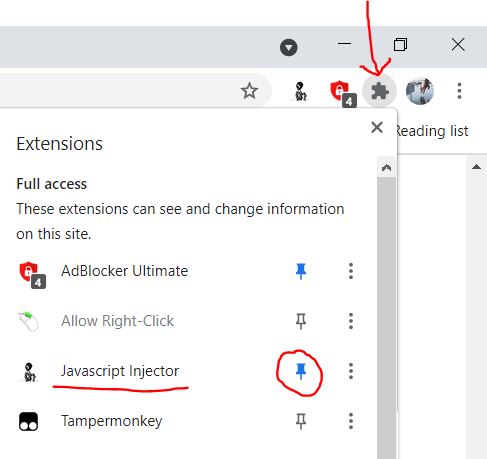 4
Reading list
Extensions
Full access
These extensions can see and change information
on this site.
AdBlocker Ultimate
4
Allow Right-Click
Javascript Injector
Tampermonkey